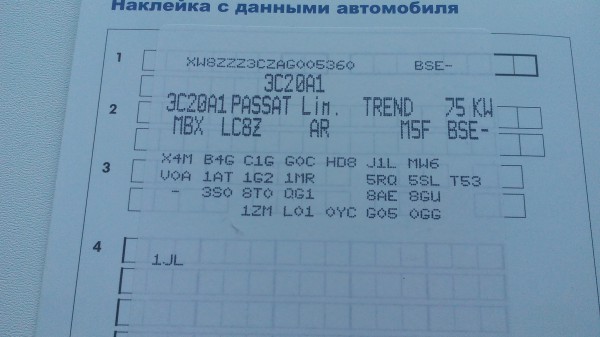 Наклейка с данными автомобиля
1 XW8ZZZ3CZAG005360 BSE-
3C20A1
2 3C20A1 PASSAT Lim. TREND 75 KW
MBX LC8Z AR M5F BSE-
3 X4M B4G C1G G0C HD8 J1L MW6
V0A 1AT 1G2 1MR 5RQ 5SL T53
- 3S0 8T0 QG1 8AE 8GU
1ZM L01 0YC G05 0GG
4 1JL